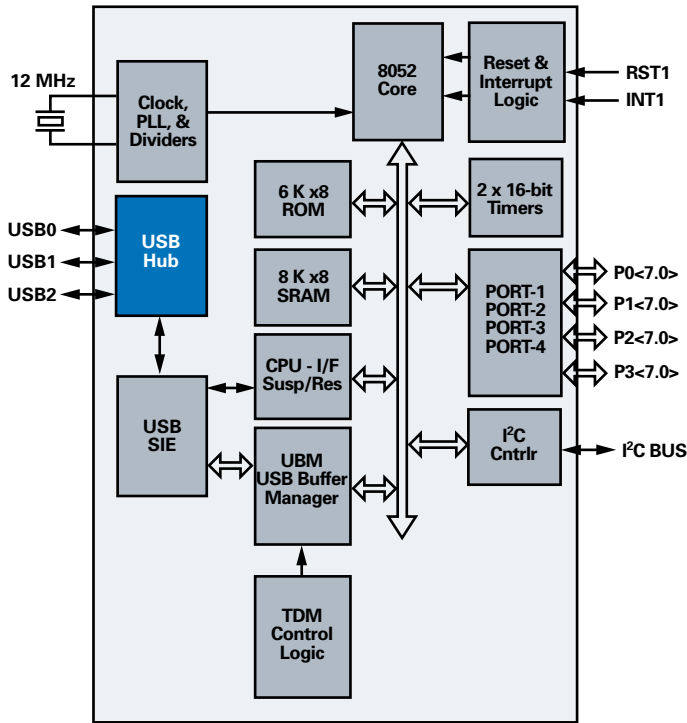 12 MHz
Clock,
PLL, &
Dividers
8052
Core
Reset &
Interrupt
Logic
RST1
INT1
6 K x8
ROM
2 x 16-bit
Timers
USB0
USB1
USB2
USB
Hub
8 K x8
SRAM
PORT-1
PORT-2
PORT-3
PORT-4
P0<7.0>
P1<7.0>
P2<7.0>
P3<7.0>
CPU - I/F
Susp/Res
USB
SIE
UBM
USB Buffer
Manager
I²C
Cntrlr
I²C BUS
TDM
Control
Logic